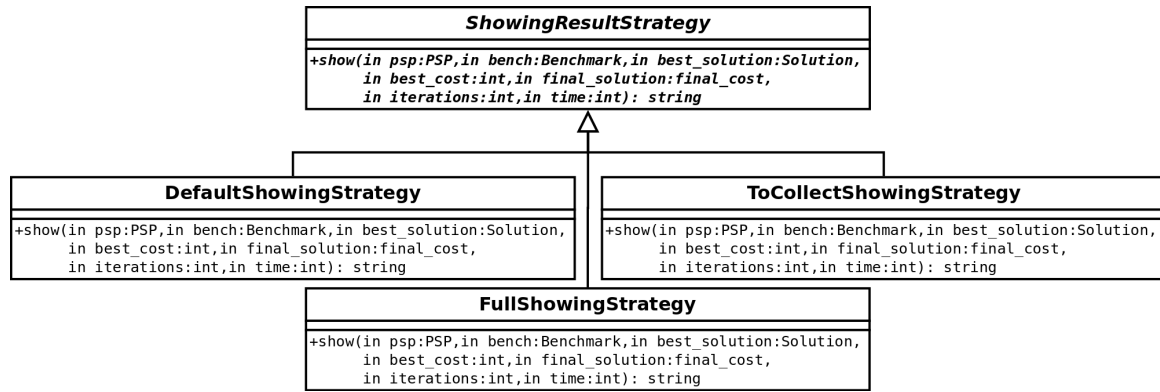 ShowingResultStrategy
+show(in psp:PSP,in bench:Benchmark,in best_solution:Solution,
in best_cost:int,in final_solution:final_cost,
in iterations:int,in time:int): string
DefaultShowingStrategy
+show(in psp:PSP,in bench:Benchmark,in best_solution:Solution,
in best_cost:int,in final_solution:final_cost,
in iterations:int,in time:int): string
ToCollectShowingStrategy
+show(in psp:PSP,in bench:Benchmark,in best_solution:Solution,
in best_cost:int,in final_solution:final_cost,
in iterations:int,in time:int): string
FullShowingStrategy
+show(in psp:PSP,in bench:Benchmark,in best_solution:Solution,
in best_cost:int,in final_solution:final_cost,
in iterations:int,in time:int): string